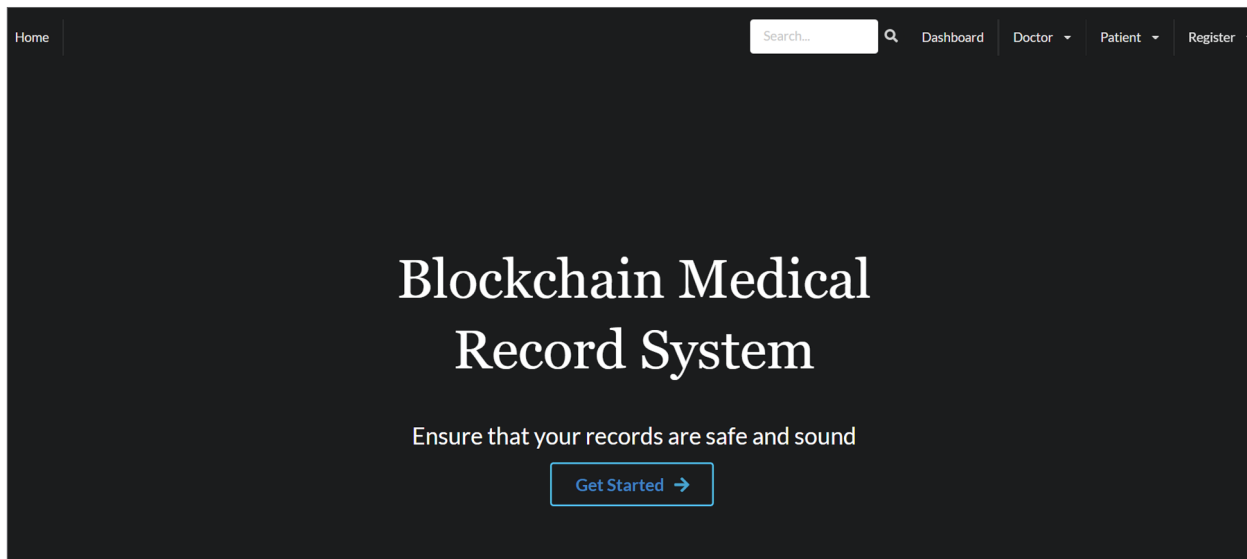 Home
Search...
Dashboard
Doctor
Patient
Register
Blockchain Medical
Record System
Ensure that your records are safe and sound
Get Started